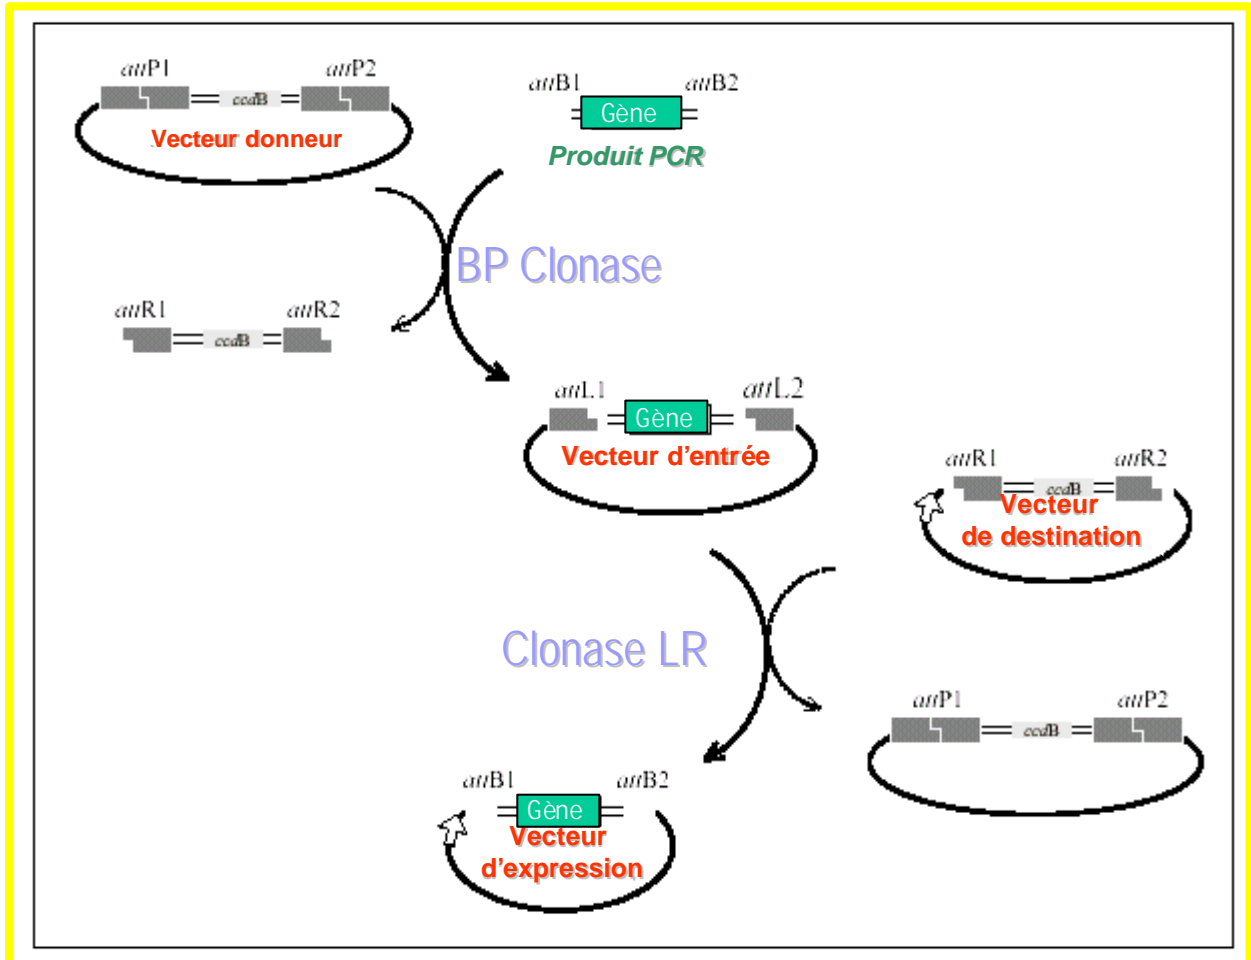 attP1 attP2
ccdB
Vecteur donneur
attB1 attB2
Gène
Produit PCR
BP Clonase
attR1 attR2
ccdB
attL1 attL2
Gène
Vecteur d'entrée
attR1 attR2
ccdB
Vecteur
de destination
Clonase LR
attP1 attP2
ccdB
attB1 attB2
Gène
Vecteur
d'expression